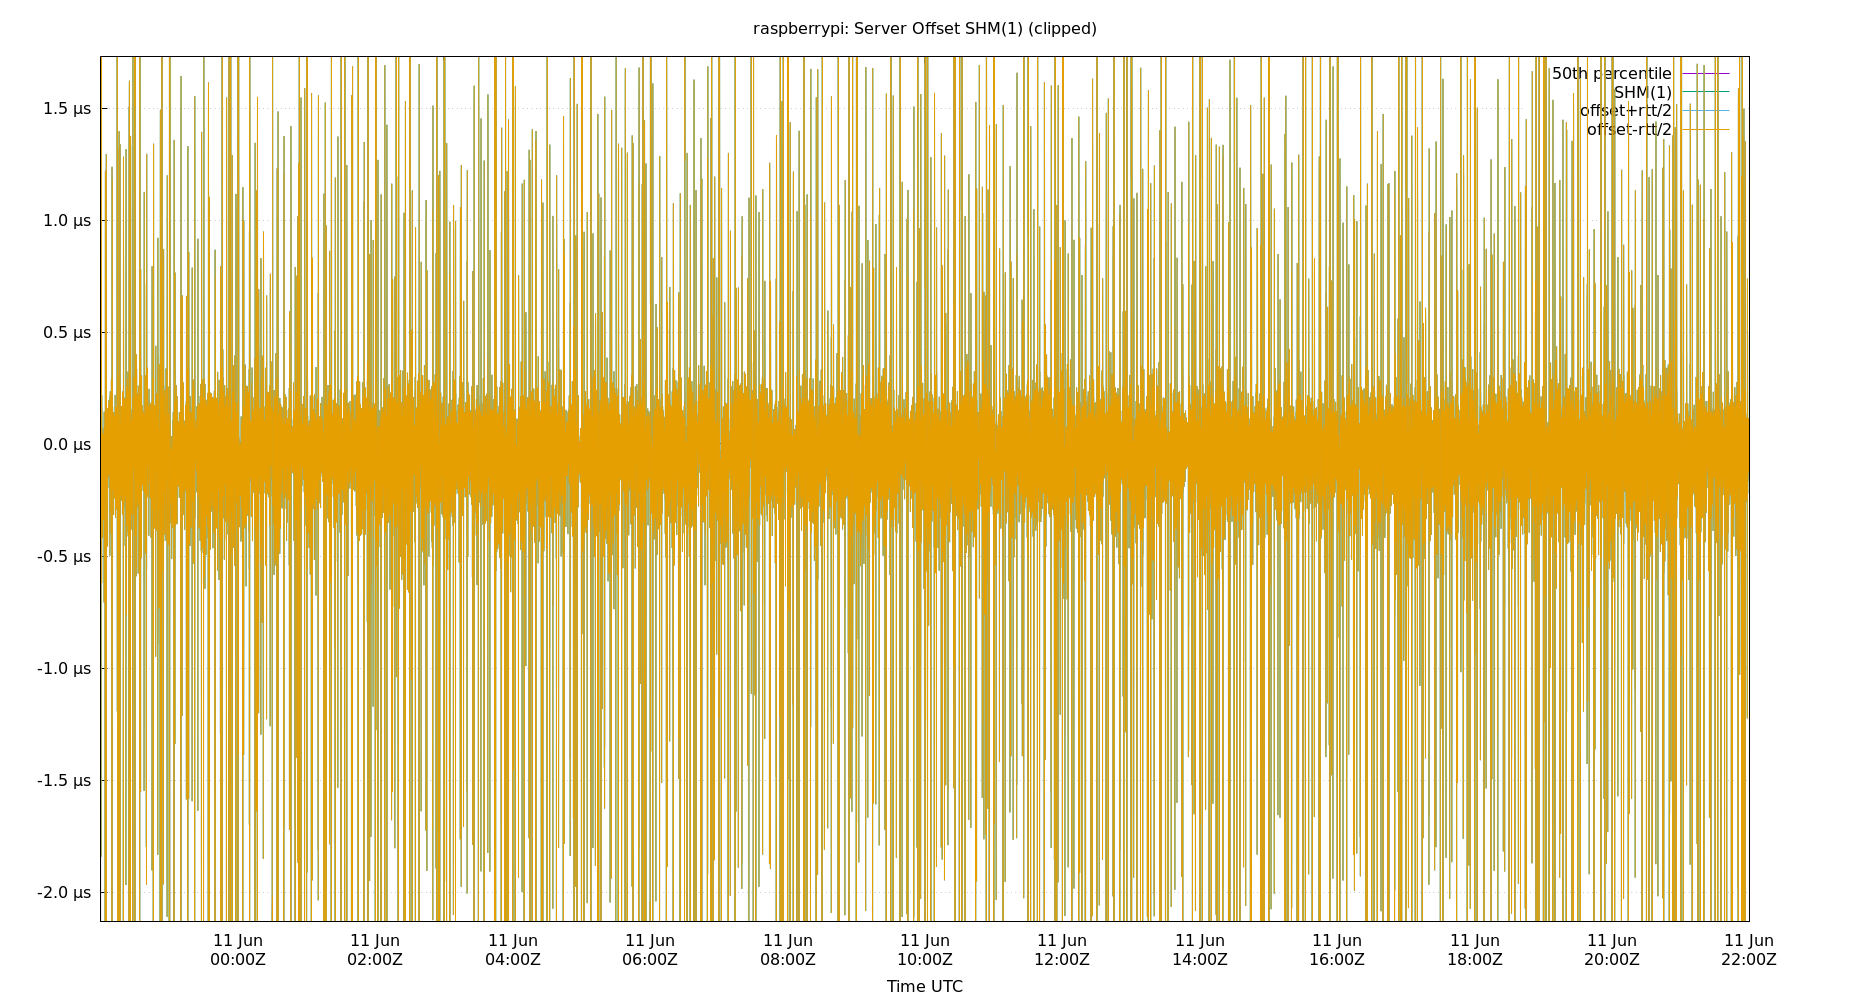 raspberrypi: Server Offset SHM(1) (clipped)
50th percentile
SHM(1)
offset+rtt/2
offset-rtt/2
1.5 µs
1.0 µs
0.5 µs
0.0 µs
-0.5 µs
-1.0 µs
-1.5 µs
-2.0 µs
11 Jun 11 Jun 11 Jun 11 Jun 11 Jun 11 Jun 11 Jun 11 Jun 11 Jun 11 Jun 11 Jun 11 Jun
00:00Z 02:00Z 04:00Z 06:00Z 08:00Z 10:00Z 12:00Z 14:00Z 16:00Z 18:00Z 20:00Z 22:00Z
Time UTC